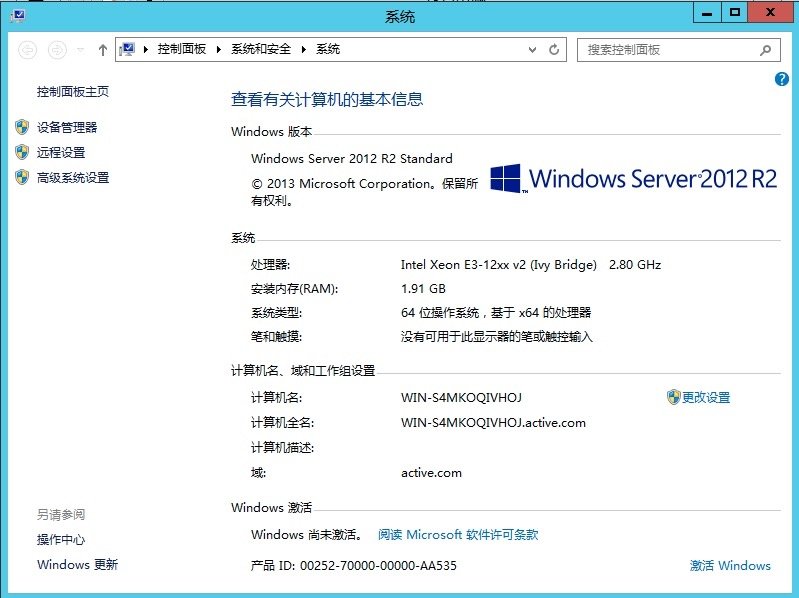 系统
控制面板 系统和安全 系统 搜索控制面板
控制面板主页
设备管理器
远程设置
高级系统设置
查看有关计算机的基本信息
Windows 版本
Windows Server 2012 R2 Standard
© 2013 Microsoft Corporation。保留所
有权利。
Windows Server 2012 R2
系统
处理器: Intel Xeon E3-12xx v2 (Ivy Bridge) 2.80 GHz
安装内存(RAM): 1.91 GB
系统类型: 64 位操作系统，基于 x64 的处理器
笔和触摸: 没有可用于此显示器的笔或触控输入
计算机名、域和工作组设置
计算机名: WIN-S4MKOQIVHOJ 更改设置
计算机全名: WIN-S4MKOQIVHOJ.active.com
计算机描述:
域: active.com
Windows 激活
Windows 尚未激活。 阅读 Microsoft 软件许可条款
产品 ID: 00252-70000-00000-AA535 激活 Windows
另请参阅
操作中心
Windows 更新